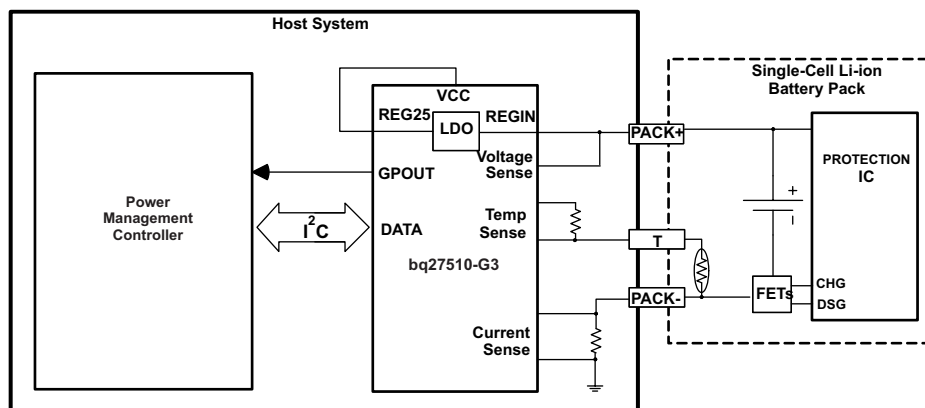 Host System
Single-Cell Li-ion
Battery Pack
VCC
REG25
LDO
REGIN
PACK+
Voltage
Sense
PROTECTION
IC
GPOUT
Power
Management
Controller
I2C
DATA
Temp
Sense
T
+
–
bq27510-G3
PACK-
FETs
CHG
DSG
Current
Sense